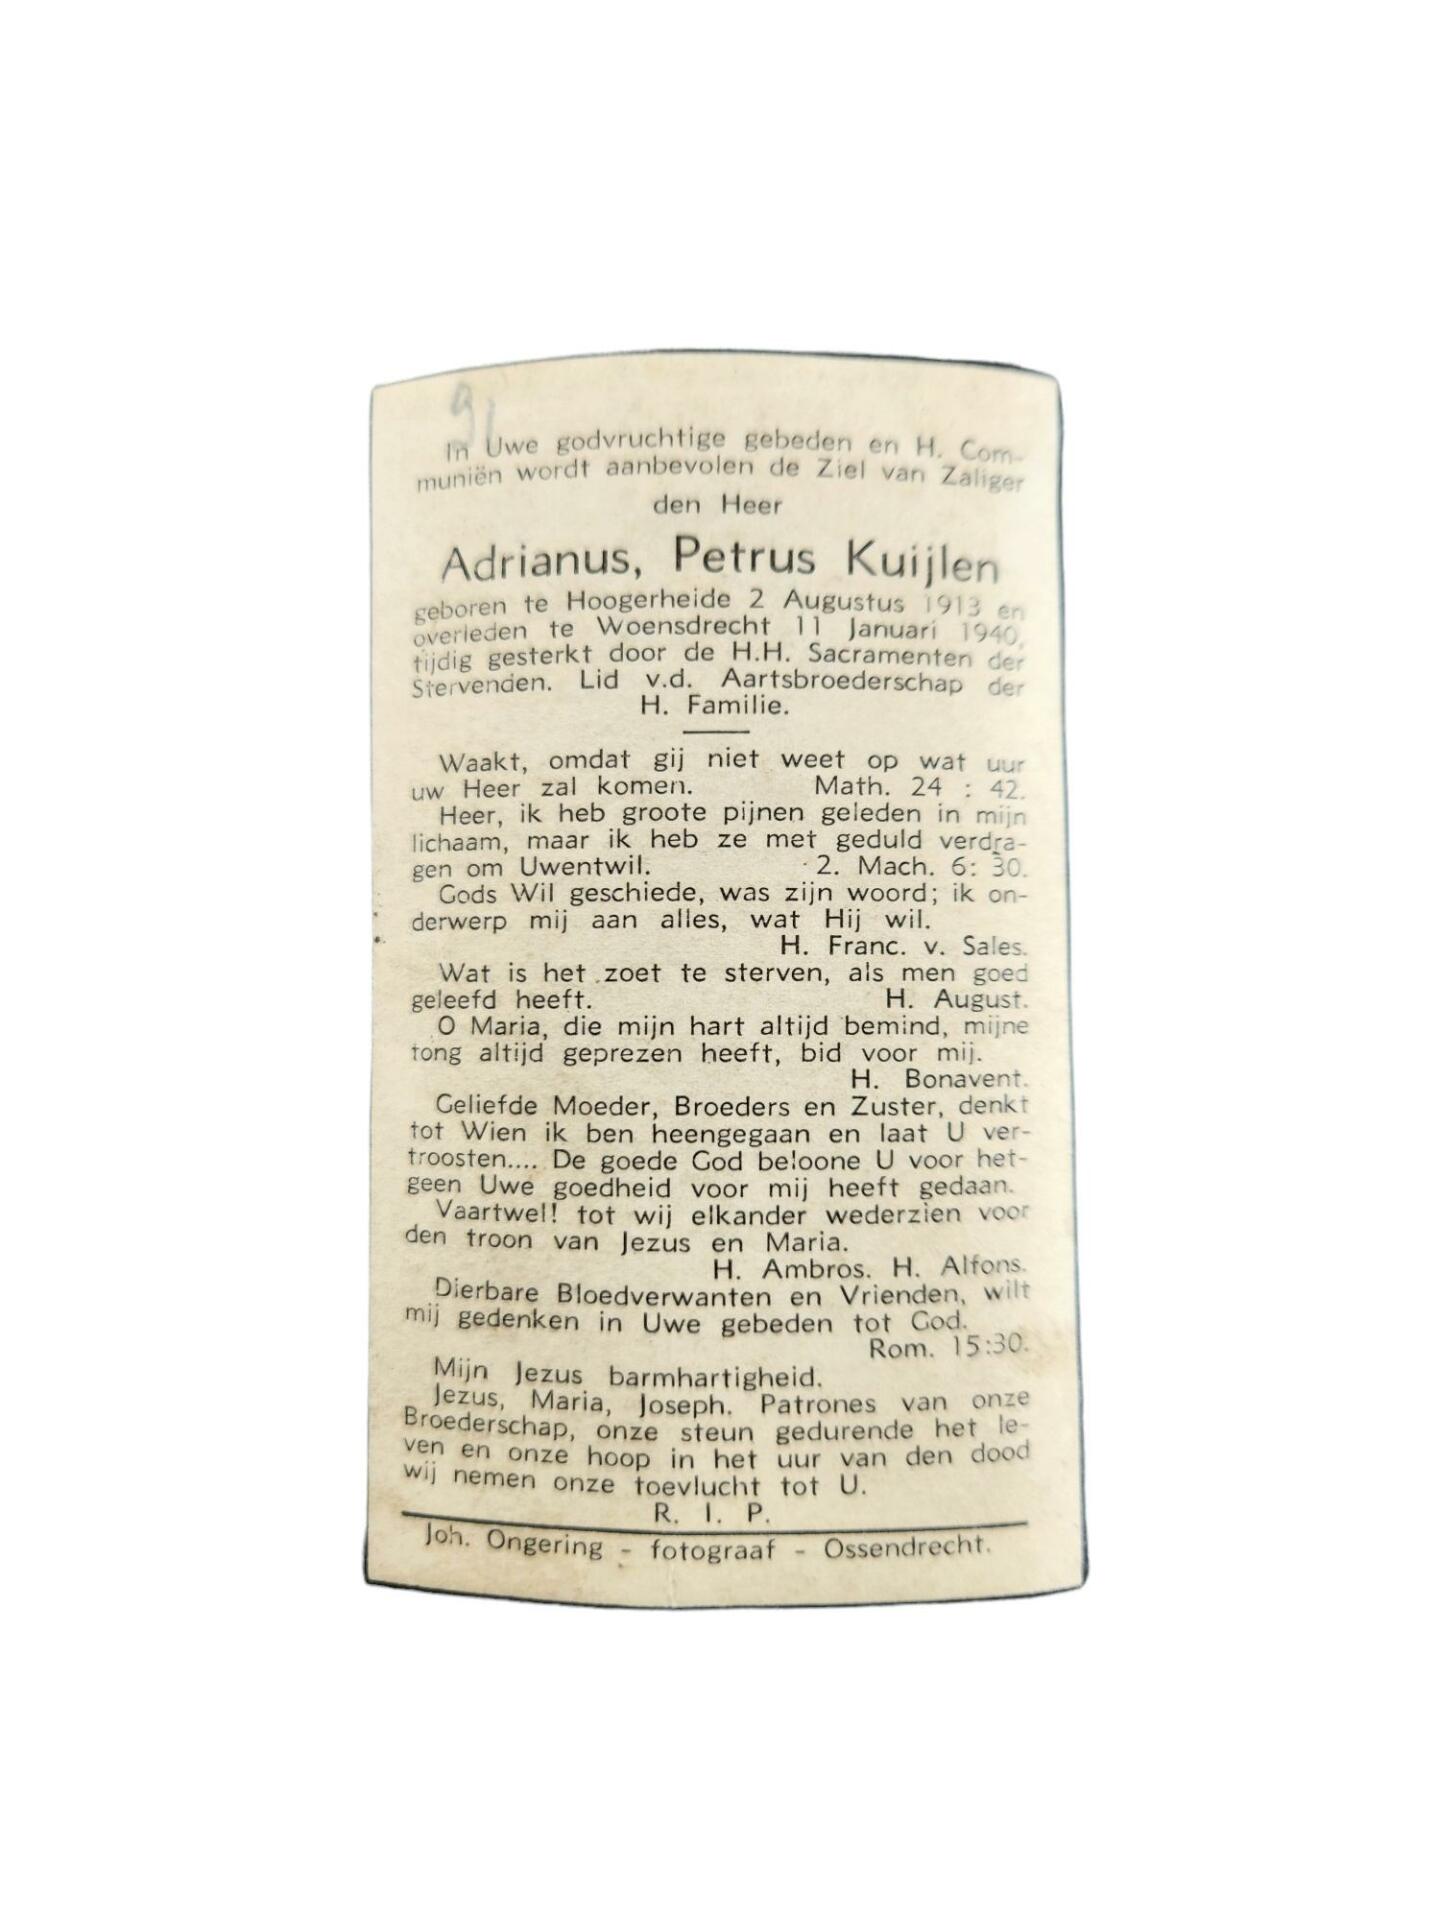 91
In Uwe godvruchtige gebeden en H. Com-
muniën wordt aanbevolen de Ziel van Zaliger
den Heer
Adrianus, Petrus Kuijlen
geboren te Hoogerheide 2 Augustus 1913 en
overleden te Woensdrecht 11 Januari 1940,
tijdig gesterkt door de H.H. Sacramenten der
Stervenden. Lid v.d. Aartsbroederschap der
H. Familie.
Waakt, omdat gij niet weet op wat uur
uw Heer zal komen. Math. 24 : 42.
Heer, ik heb groote pijnen geleden in mijn
lichaam, maar ik heb ze met geduld verdra-
gen om Uwentwil. 2. Mach. 6: 30.
Gods Wil geschiede, was zijn woord; ik on-
derwerp mij aan alles, wat Hij wil.
H. Franc. v. Sales.
Wat is het zoet te sterven, als men goed
geleefd heeft. H. August.
O Maria, die mijn hart altijd bemind, mijne
tong altijd geprezen heeft, bid voor mij.
H. Bonavent.
Geliefde Moeder, Broeders en Zuster, denkt
tot Wien ik ben heengegaan en laat U ver-
troosten.... De goede God beloone U voor het-
geen Uwe goedheid voor mij heeft gedaan.
Vaartwel! tot wij elkander wederzien voor
den troon van Jezus en Maria.
H. Ambros. H. Alfons.
Dierbare Bloedverwanten en Vrienden, wilt
mij gedenken in Uwe gebeden tot God.
Rom. 15:30.
Mijn Jezus barmhartigheid.
Jezus, Maria, Joseph. Patrones van onze
Broederschap, onze steun gedurende het le-
ven en onze hoop in het uur van den dood
wij nemen onze toevlucht tot U.
R. I. P.
Joh. Ongering - fotograaf - Ossendrecht.